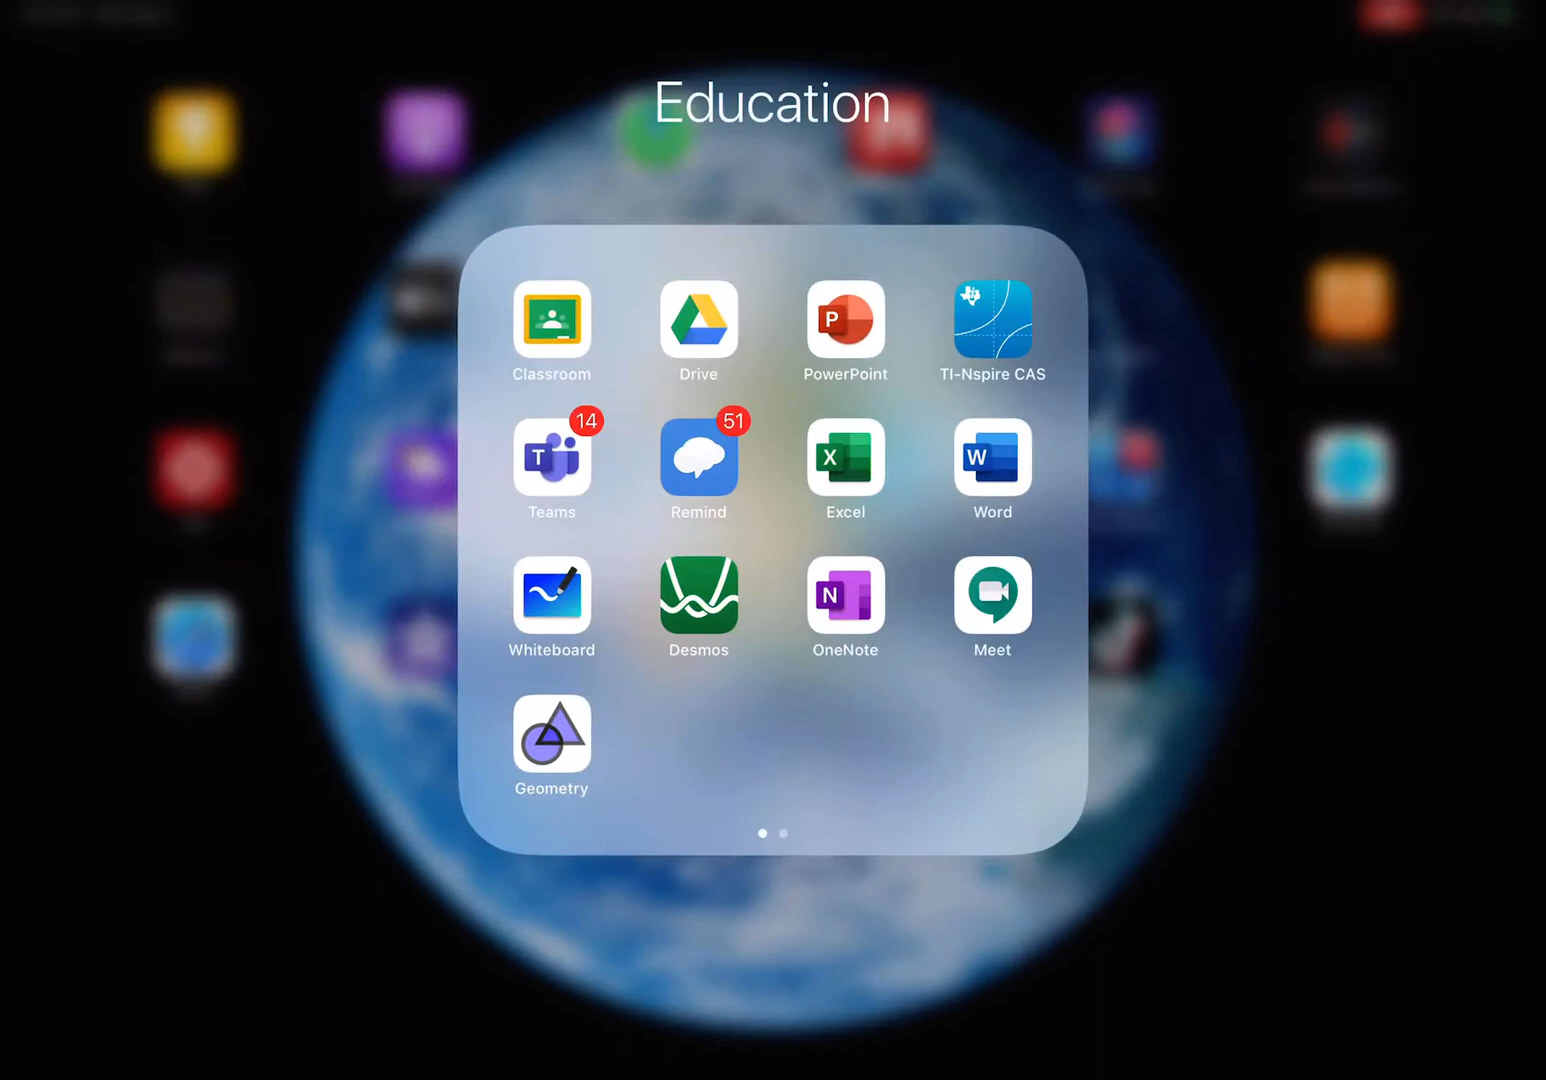 Education
Classroom
Drive
PowerPoint
TI-Nspire CAS
14
51
Teams
Remind
Excel
Word
Whiteboard
Desmos
OneNote
Meet
Geometry